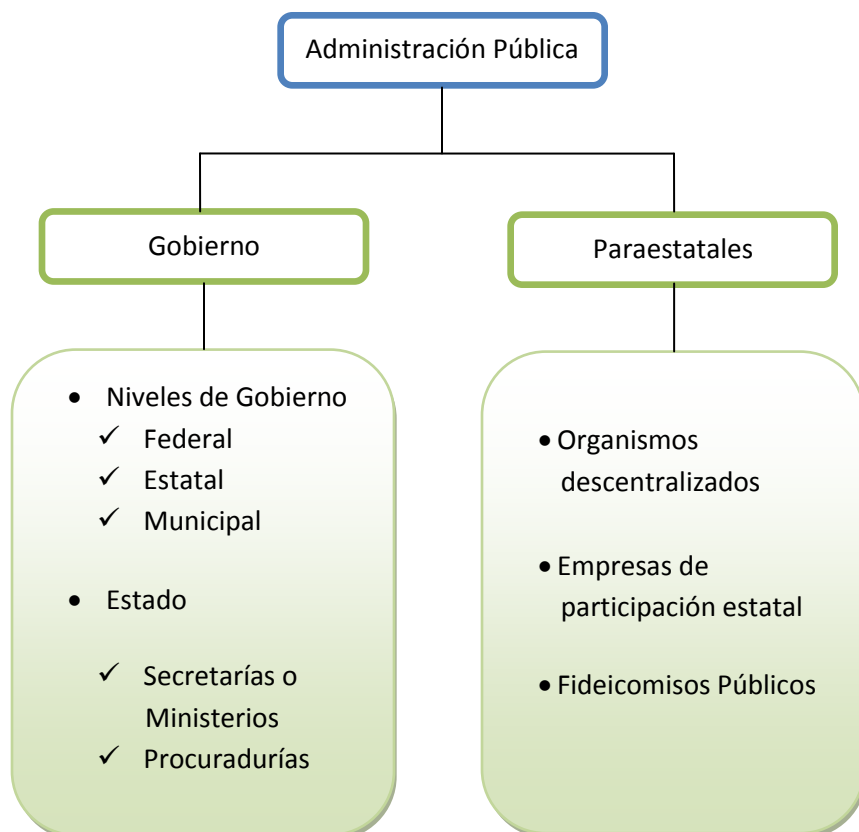 Administración Pública
Gobierno
Paraestatales
• Niveles de Gobierno
✓ Federal
✓ Estatal
✓ Municipal
• Estado
✓ Secretarías o
Ministerios
✓ Procuradurías
• Organismos
descentralizados
• Empresas de
participación estatal
• Fideicomisos Públicos